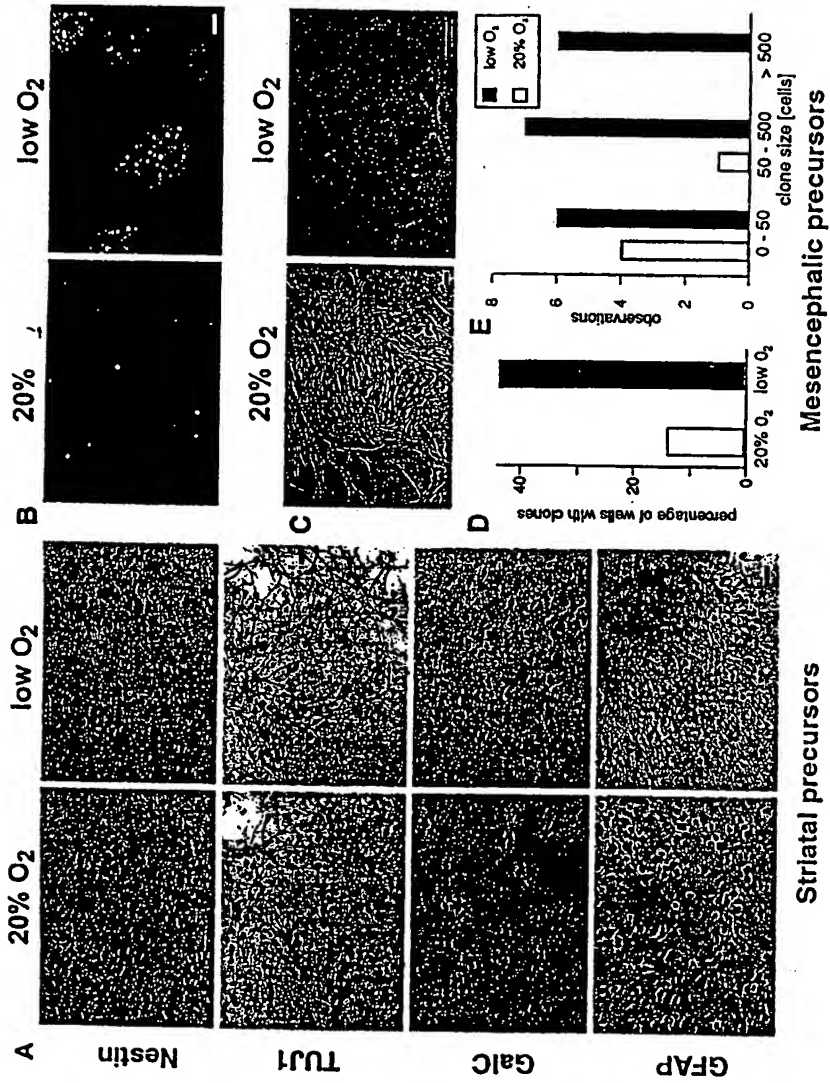 A
20% O₂
low O₂
Nestin
TUJ1
GalC
GFAP
Striatal precursors
B
20%
low O₂
C
20% O₂
low O₂
D
percentage of wells with clones
40
20
0
20% O₂
low O₂
E
observations
8
6
4
2
0
0 - 50
50 - 500
> 500
clone size [cells]
low O₂
20% O₂
Mesencephalic precursors